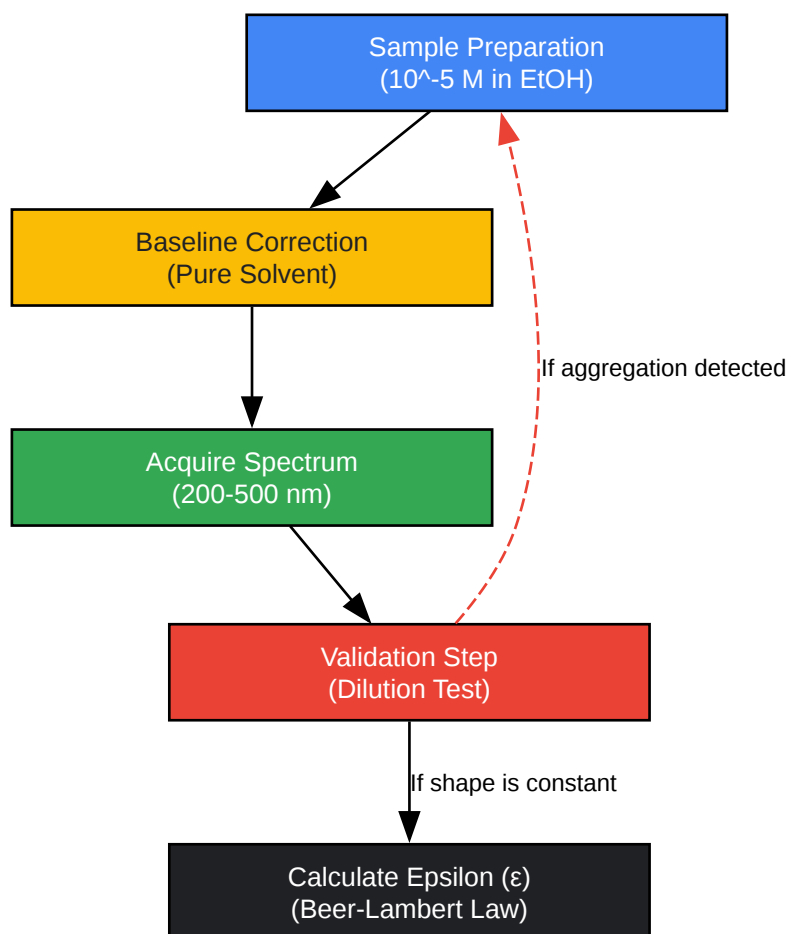 Sample Preparation
(10^-5 M in EtOH)
Baseline Correction
(Pure Solvent)
If aggregation detected
Acquire Spectrum
(200-500 nm)
Validation Step
(Dilution Test)
If shape is constant
Calculate Epsilon (ε)
(Beer-Lambert Law)